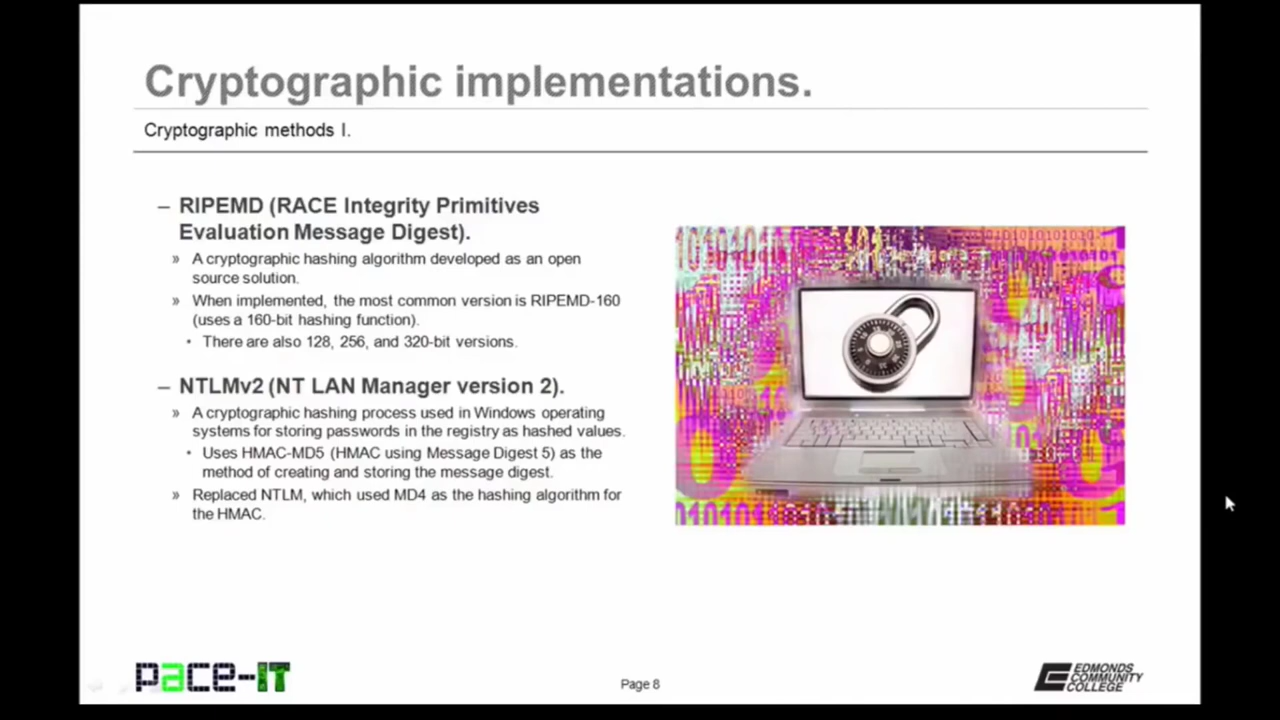 Cryptographic implementations.
Cryptographic methods I.
– RIPEMD (RACE Integrity Primitives
Evaluation Message Digest).
» A cryptographic hashing algorithm developed as an open
source solution.
» When implemented, the most common version is RIPEMD-160
(uses a 160-bit hashing function).
• There are also 128, 256, and 320-bit versions.
– NTLMv2 (NT LAN Manager version 2).
» A cryptographic hashing process used in Windows operating
systems for storing passwords in the registry as hashed values.
• Uses HMAC-MD5 (HMAC using Message Digest 5) as the
method of creating and storing the message digest.
» Replaced NTLM, which used MD4 as the hashing algorithm for
the HMAC.
pace-IT
Page 8
EDMONDS
COMMUNITY
COLLEGE